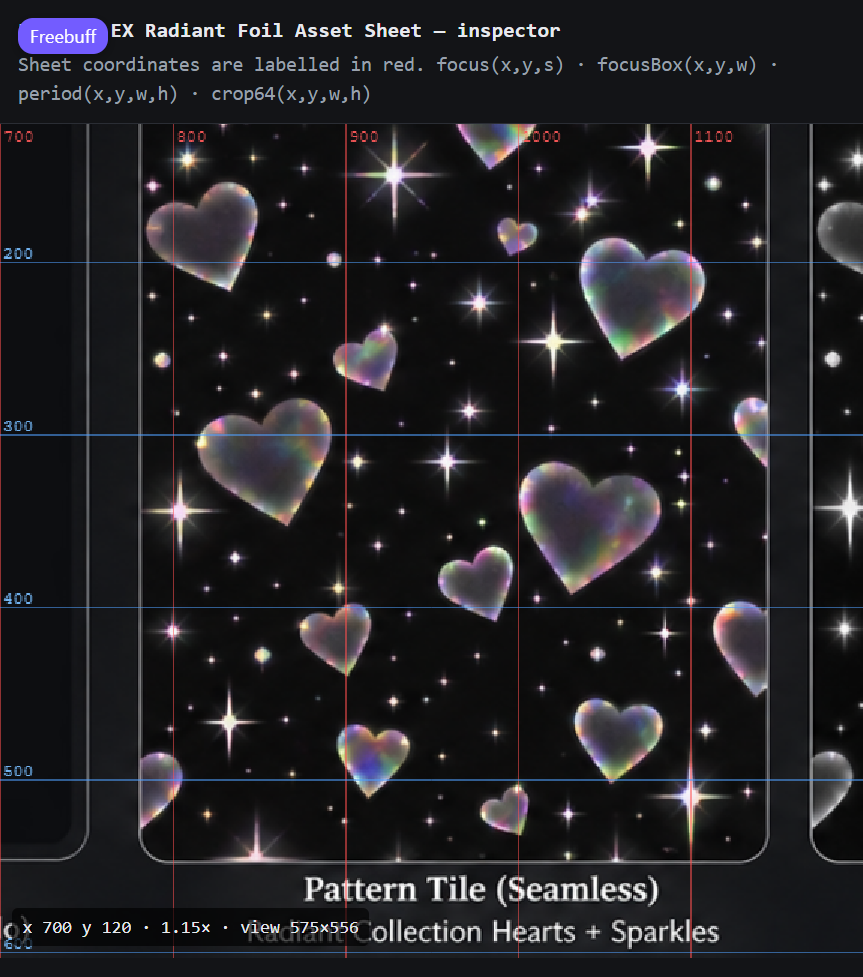 Freebuff
EX Radiant Foil Asset Sheet — inspector
Sheet coordinates are labelled in red. focus(x,y,s) · focusBox(x,y,w) ·
period(x,y,w,h) · crop64(x,y,w,h)
700
800
900
1000
1100
200
300
400
500
Pattern Tile (Seamless)
x 700 y 120 · 1.15x · view 575x556
Collection Hearts + Sparkles
600